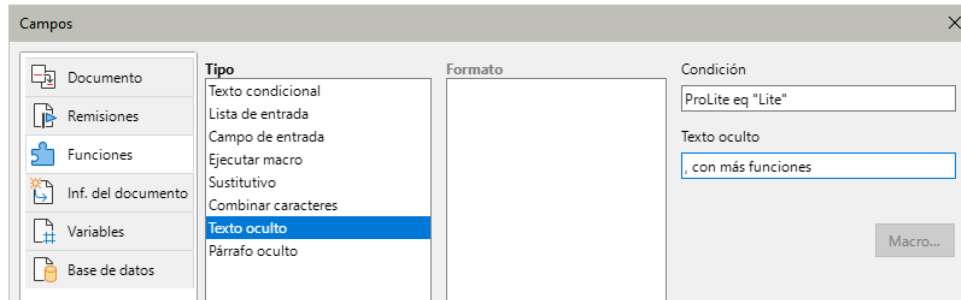 Campos
Documento
Remisiones
Funciones
Inf. del documento
Variables
Base de datos
Tipo
Texto condicional
Lista de entrada
Campo de entrada
Ejecutar macro
Sustitutivo
Combinar caracteres
Texto oculto
Párrafo oculto
Formato
Condición
ProLite eq "Lite"
Texto oculto
, con más funciones
Macro...